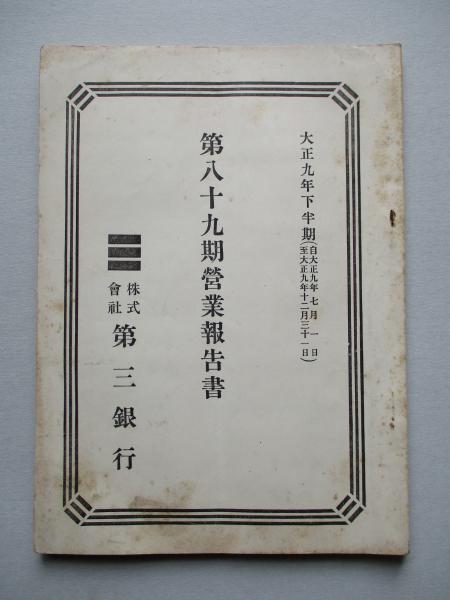 大正九年下半期(自大正九年七月一日
至大正九年十二月三十一日)
第八十九期營業報告書
株式
會社
第三銀行